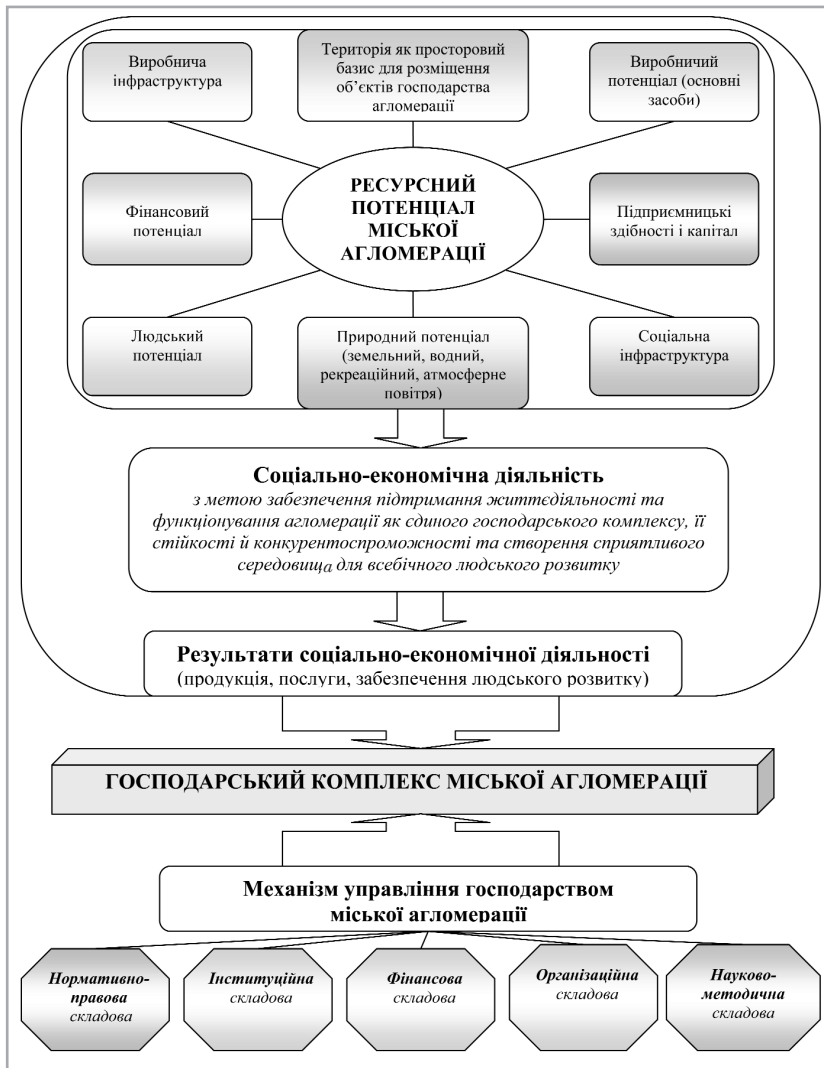 Виробнича
інфраструктура
Територія як просторовий
базис для розміщення
об’єктів господарства
агломерації
Виробничий
потенціал (основні
засоби)
Фінансовий
потенціал
РЕСУРСНИЙ
ПОТЕНЦІАЛ
МІСЬКОЇ
АГЛОМЕРАЦІЇ
Підприємницькі
здібності і капітал
Людський
потенціал
Природний потенціал
(земельний, водний,
рекреаційний, атмосферне
повітря)
Соціальна
інфраструктура
Соціально-економічна діяльність
з метою забезпечення підтримання життєдіяльності та
функціонування агломерації як єдиного господарського комплексу, її
стійкості й конкурентоспроможності та створення сприятливого
середовища для всебічного людського розвитку
Результати соціально-економічної діяльності
(продукція, послуги, забезпечення людського розвитку)
ГОСПОДАРСЬКИЙ КОМПЛЕКС МІСЬКОЇ АГЛОМЕРАЦІЇ
Механізм управління господарством
міської агломерації
Нормативно-
правова
складова
Інституційна
складова
Фінансова
складова
Організаційна
складова
Науково-
методична
складова